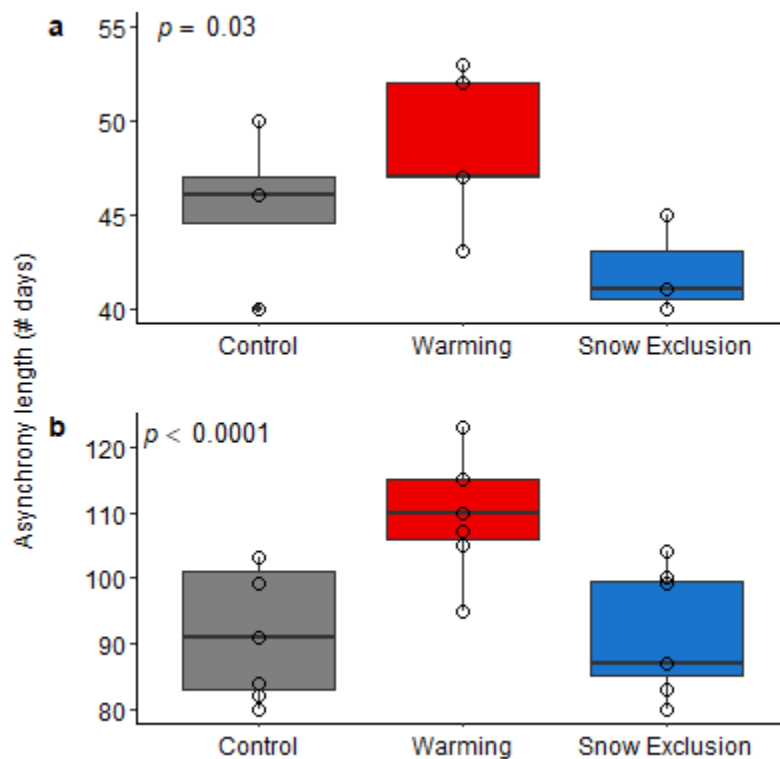 a
p = 0.03
55
50
45
40
Control Warming Snow Exclusion
Asynchrony length (# days)
b
p < 0.0001
120
110
100
90
80
Control Warming Snow Exclusion